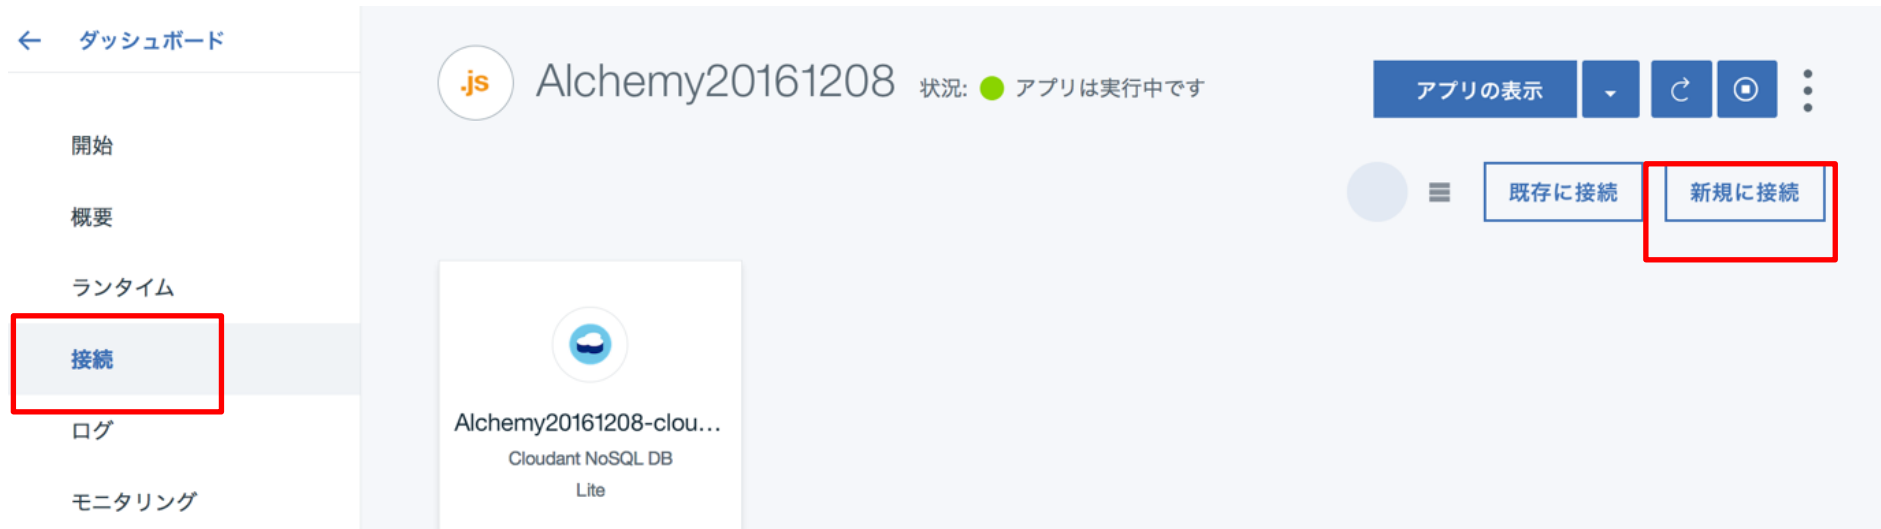 ダッシュボード
開始
概要
ランタイム
接続
ログ
モニタリング
.js
Alchemy20161208 状況: アプリは実行中です
アプリの表示
既存に接続
新規に接続
Alchemy20161208-clou...
Cloudant NoSQL DB
Lite